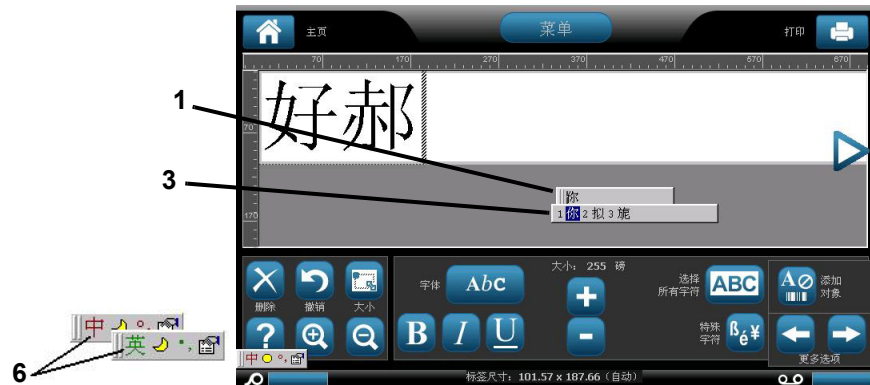 主页
菜单
打印
70 170 270 370 470 570 670
好郝
70
170
1
你
3
1 你 2 拟 3 旎
删除
撤销
大小
字体
AbC
大小: 255 磅
选择
所有字符
ABC
添加
对象
B I U
特殊
字符
ßé¥
更多选项
中
英
6
中
标签尺寸: 101.57 x 187.66 (自动)